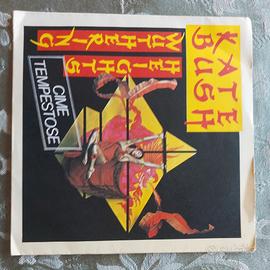 KATE
BUSH
WUTHERING
HEIGHTS
CIME
TEMPESTOSE